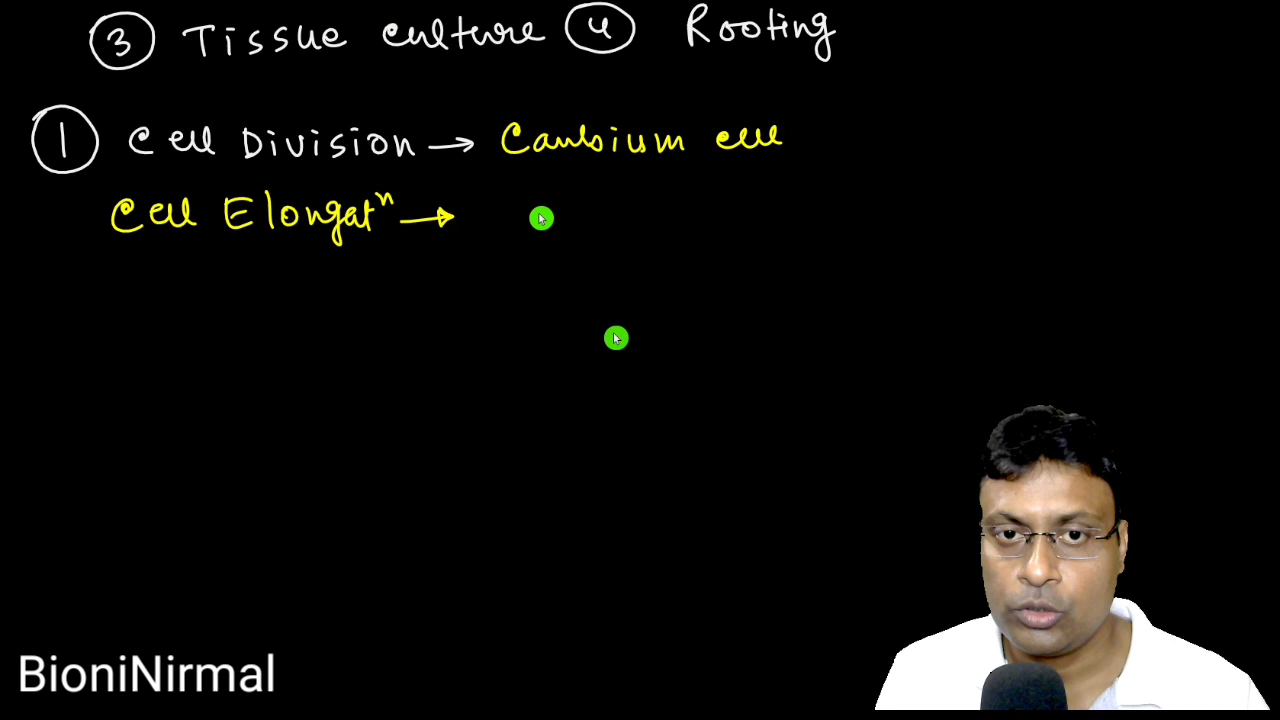 ③ Tissue culture ④ Rooting
① Cell Division → Cambium cell
Cell Elongatⁿ →
BioniNirmal